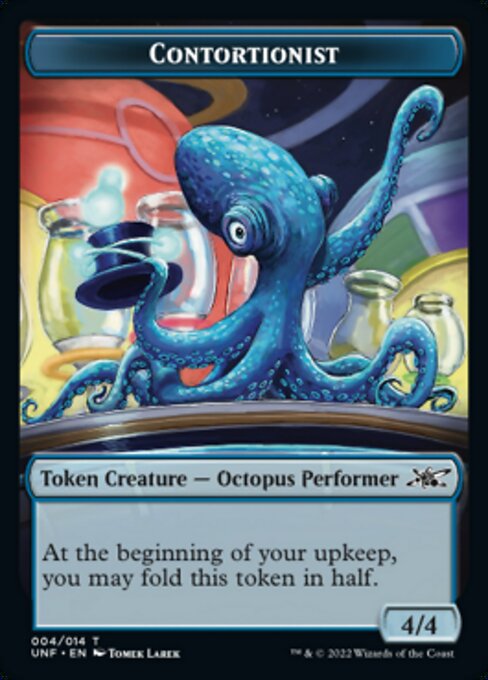 Contortionist
Token Creature — Octopus Performer
At the beginning of your upkeep,
you may fold this token in half.
4/4
004/014 T
UNF • EN Tomek Larek
™ & © 2022 Wizards of the Coast